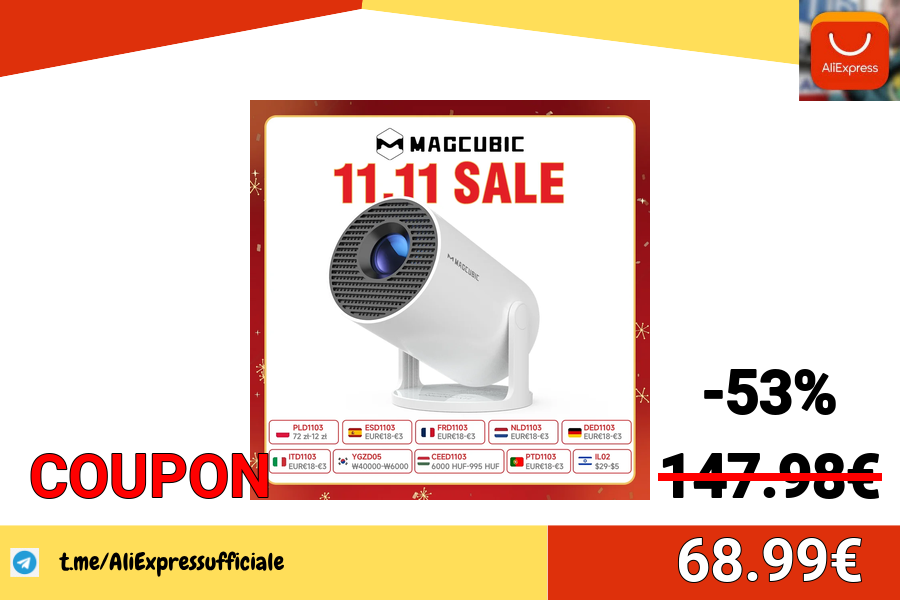 AliExpress
MAGCUBIC
11.11 SALE
MAGCUBIC
-53%
PLD1103
72 zł-12 zł
ESD1103
EUR€18-€3
FRD1103
EUR€18-€3
NLD1103
EUR€18-€3
DED1103
EUR€18-€3
ITD1103
EUR€18-€3
YGZD05
₩40000-₩6000
CEED1103
6000 HUF-995 HUF
PTD1103
EUR€18-€3
IL02
$29-$5
COUPON
147.98€
t.me/AliExpressufficiale
68.99€